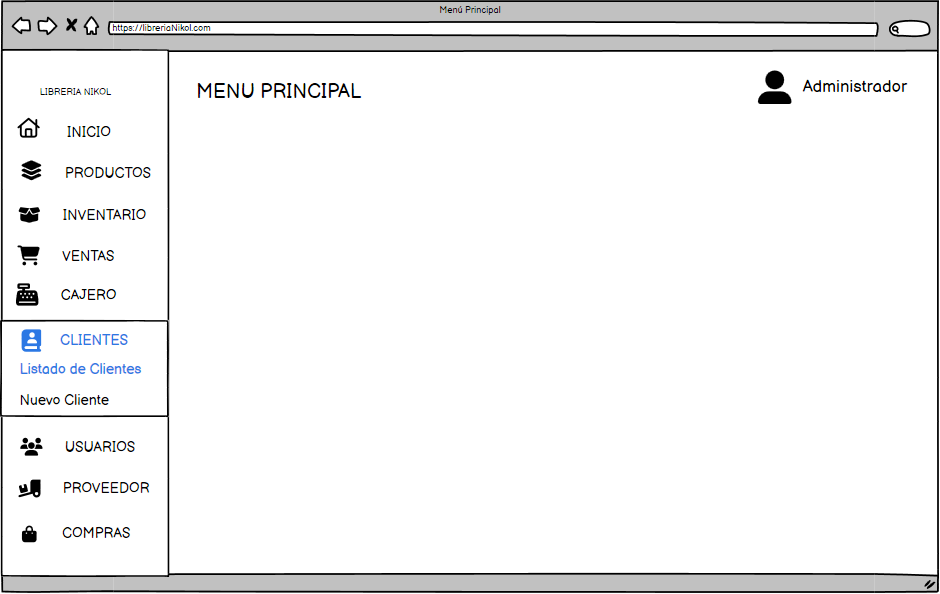 Menú Principal
https://libreriaNikol.com
LIBRERIA NIKOL
MENU PRINCIPAL
Administrador
INICIO
PRODUCTOS
INVENTARIO
VENTAS
CAJERO
CLIENTES
Listado de Clientes
Nuevo Cliente
USUARIOS
PROVEEDOR
COMPRAS